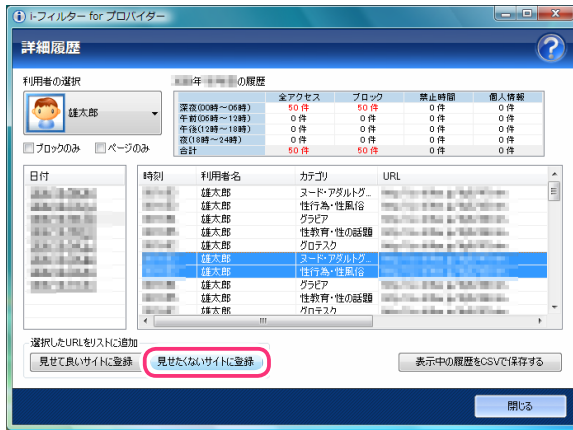 i-フィルター for プロバイダー
詳細履歴
利用者の選択
年 の履歴
雄太郎
ブロックのみ ページのみ
全アクセス ブロック 禁止時間 個人情報
深夜(00時～06時) 50 件 50 件 0 件 0 件
午前(06時～12時) 0 件 0 件 0 件 0 件
午後(12時～18時) 0 件 0 件 0 件 0 件
夜(18時～24時) 0 件 0 件 0 件 0 件
合計 50 件 50 件 0 件 0 件
日付 時刻 利用者名 カテゴリ URL
雄太郎 ヌード・アダルトグ...
雄太郎 性行為・性風俗
雄太郎 グラビア
雄太郎 性教育・性の話題
雄太郎 グロテスク
雄太郎 ヌード・アダルトグ...
雄太郎 性行為・性風俗
雄太郎 グラビア
雄太郎 性教育・性の話題
雄太郎 グロテスク
選択したURLをリストに追加
見せて良いサイトに登録 見せたくないサイトに登録 表示中の履歴をCSVで保存する
閉じる